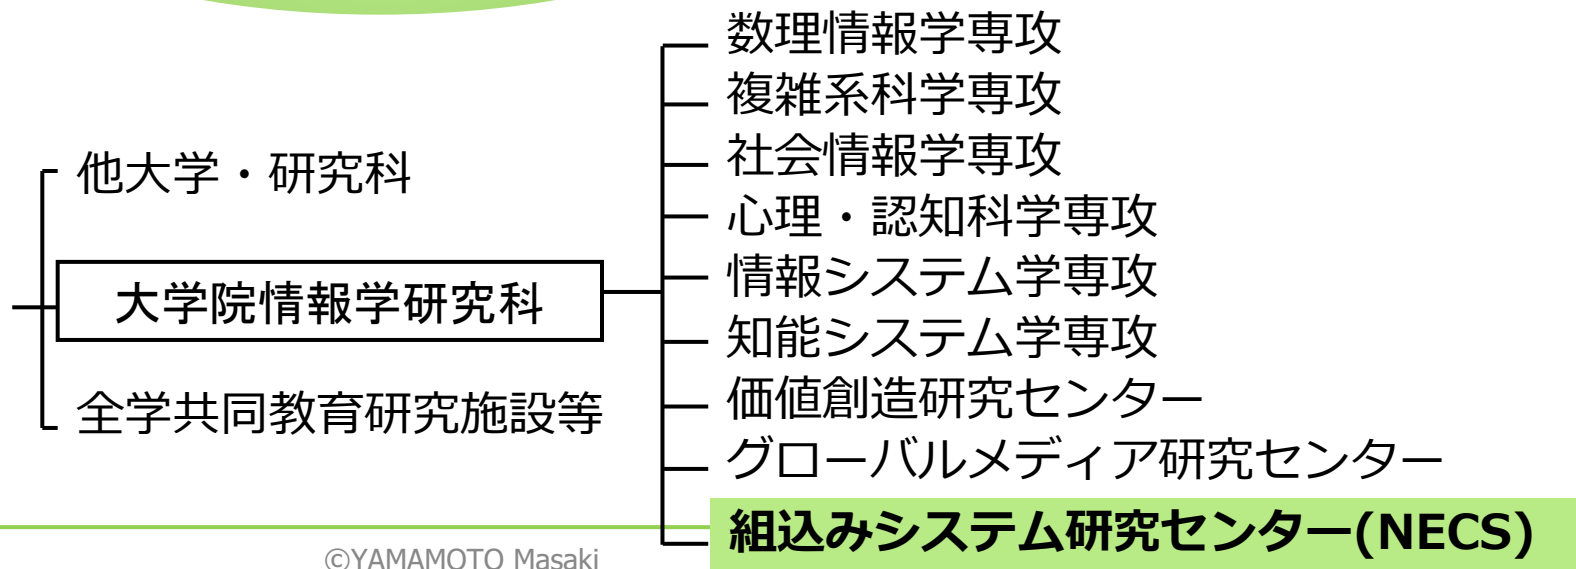 他大学・研究科
大学院情報学研究科
全学共同教育研究施設等
数理情報学専攻
複雑系科学専攻
社会情報学専攻
心理・認知科学専攻
情報システム学専攻
知能システム学専攻
価値創造研究センター
グローバルメディア研究センター
組込みシステム研究センター(NECS)
©YAMAMOTO Masaki